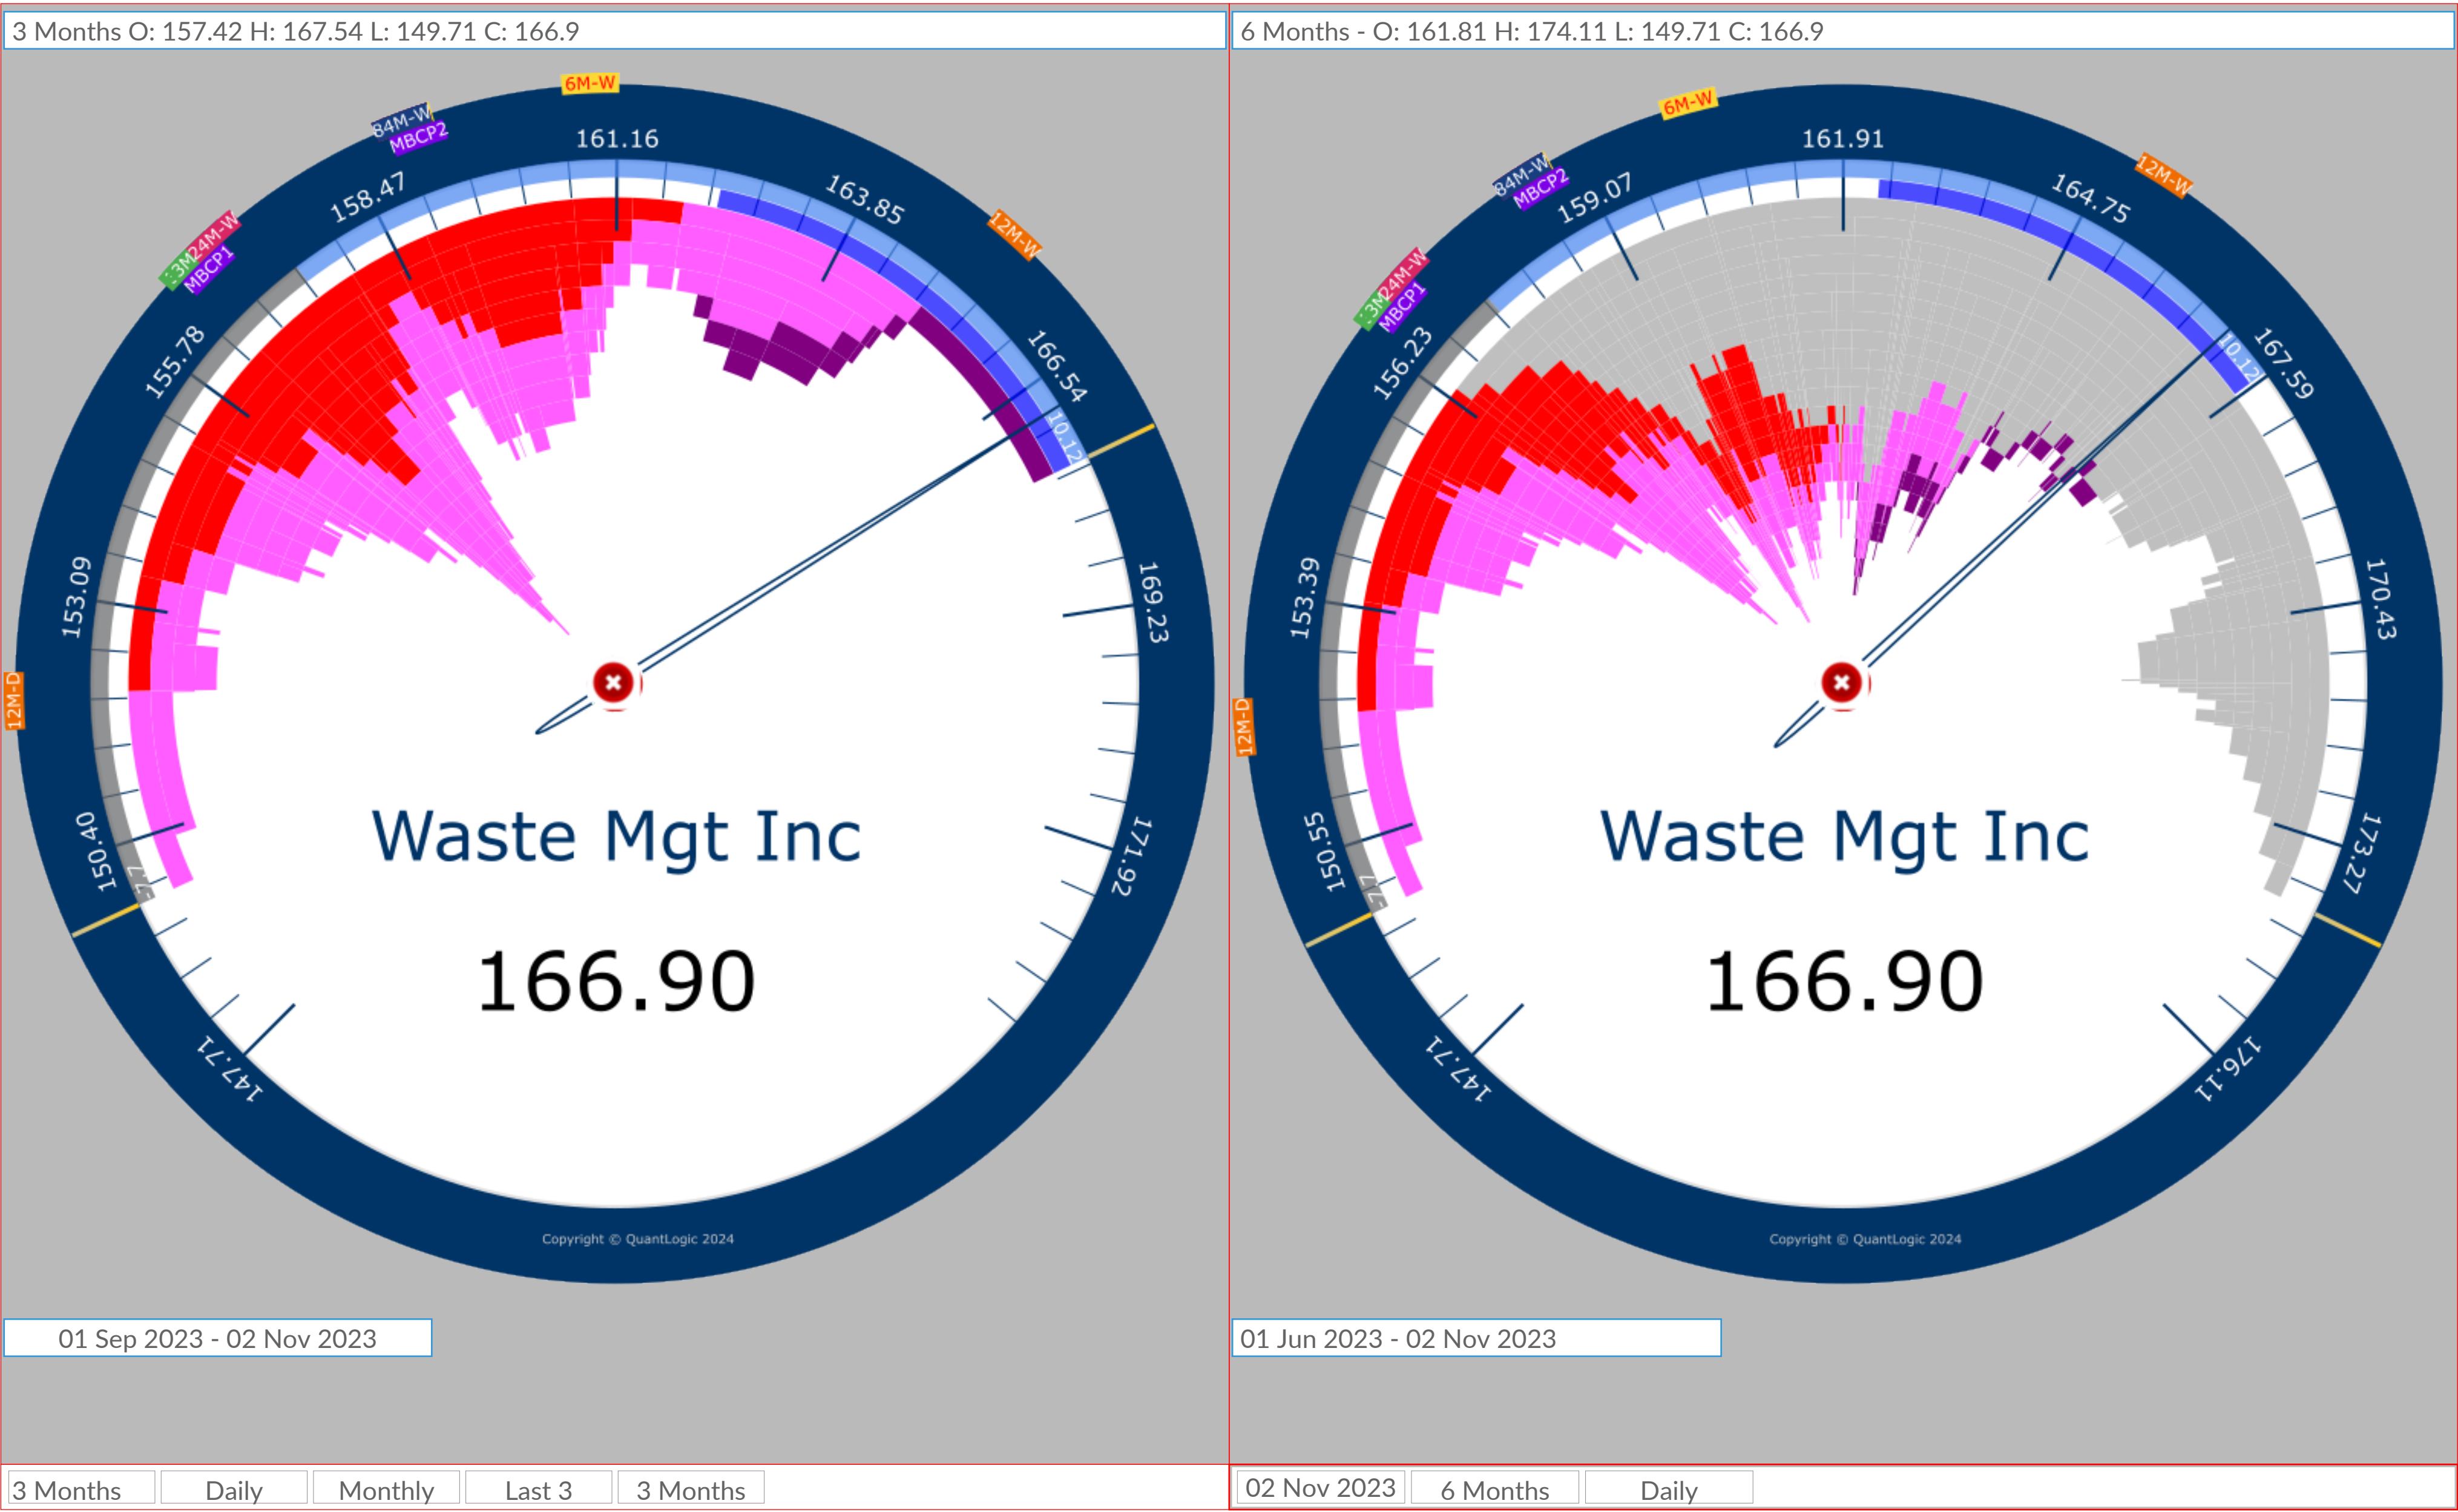 3 Months O: 157.42 H: 167.54 L: 149.71 C: 166.9
6M-W
84M-W
MBCP2
161.16
158.47
163.85
24M-W
3M
MBCP1
12M-W
155.78
166.54
10.12
153.09
169.23
12M-D
150.40
171.92
Waste Mgt Inc
166.90
147.71
Copyright © QuantLogic 2024
01 Sep 2023 - 02 Nov 2023
3 Months
Daily
Monthly
Last 3
3 Months
6 Months - O: 161.81 H: 174.11 L: 149.71 C: 166.9
6M-W
84M-W
MBCP2
161.91
159.07
164.75
12M-W
24M-W
3M
MBCP1
156.23
167.59
10.12
153.39
170.43
12M-D
150.55
173.27
Waste Mgt Inc
166.90
147.71
176.11
Copyright © QuantLogic 2024
01 Jun 2023 - 02 Nov 2023
02 Nov 2023
6 Months
Daily